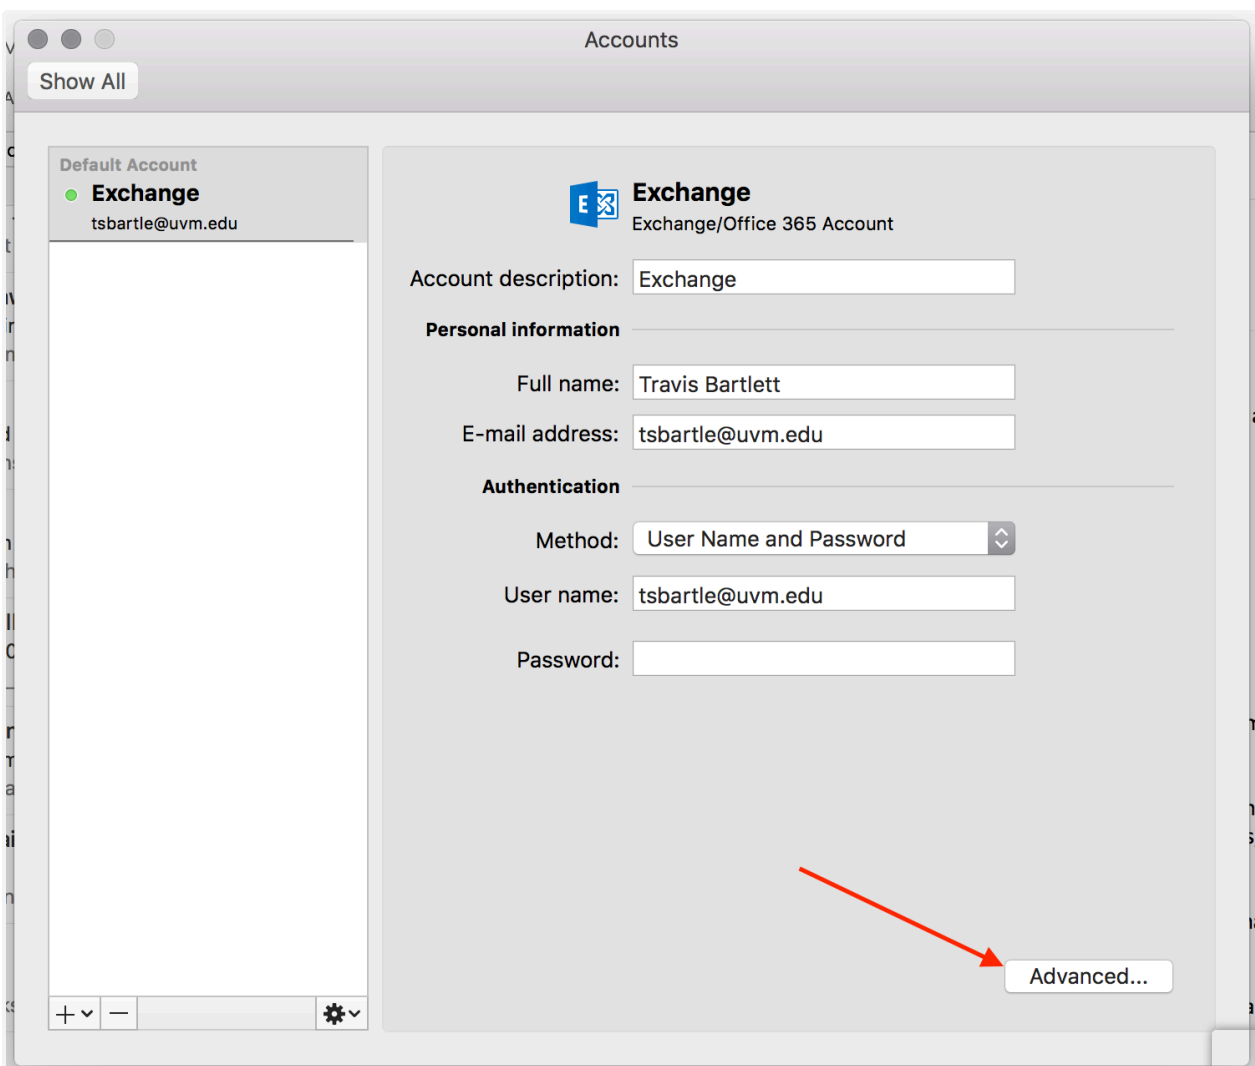 Accounts
Show All
Default Account
Exchange
tsbartle@uvm.edu
Exchange
Exchange/Office 365 Account
Account description: Exchange
Personal information
Full name: Travis Bartlett
E-mail address: tsbartle@uvm.edu
Authentication
Method: User Name and Password
User name: tsbartle@uvm.edu
Password:
Advanced...